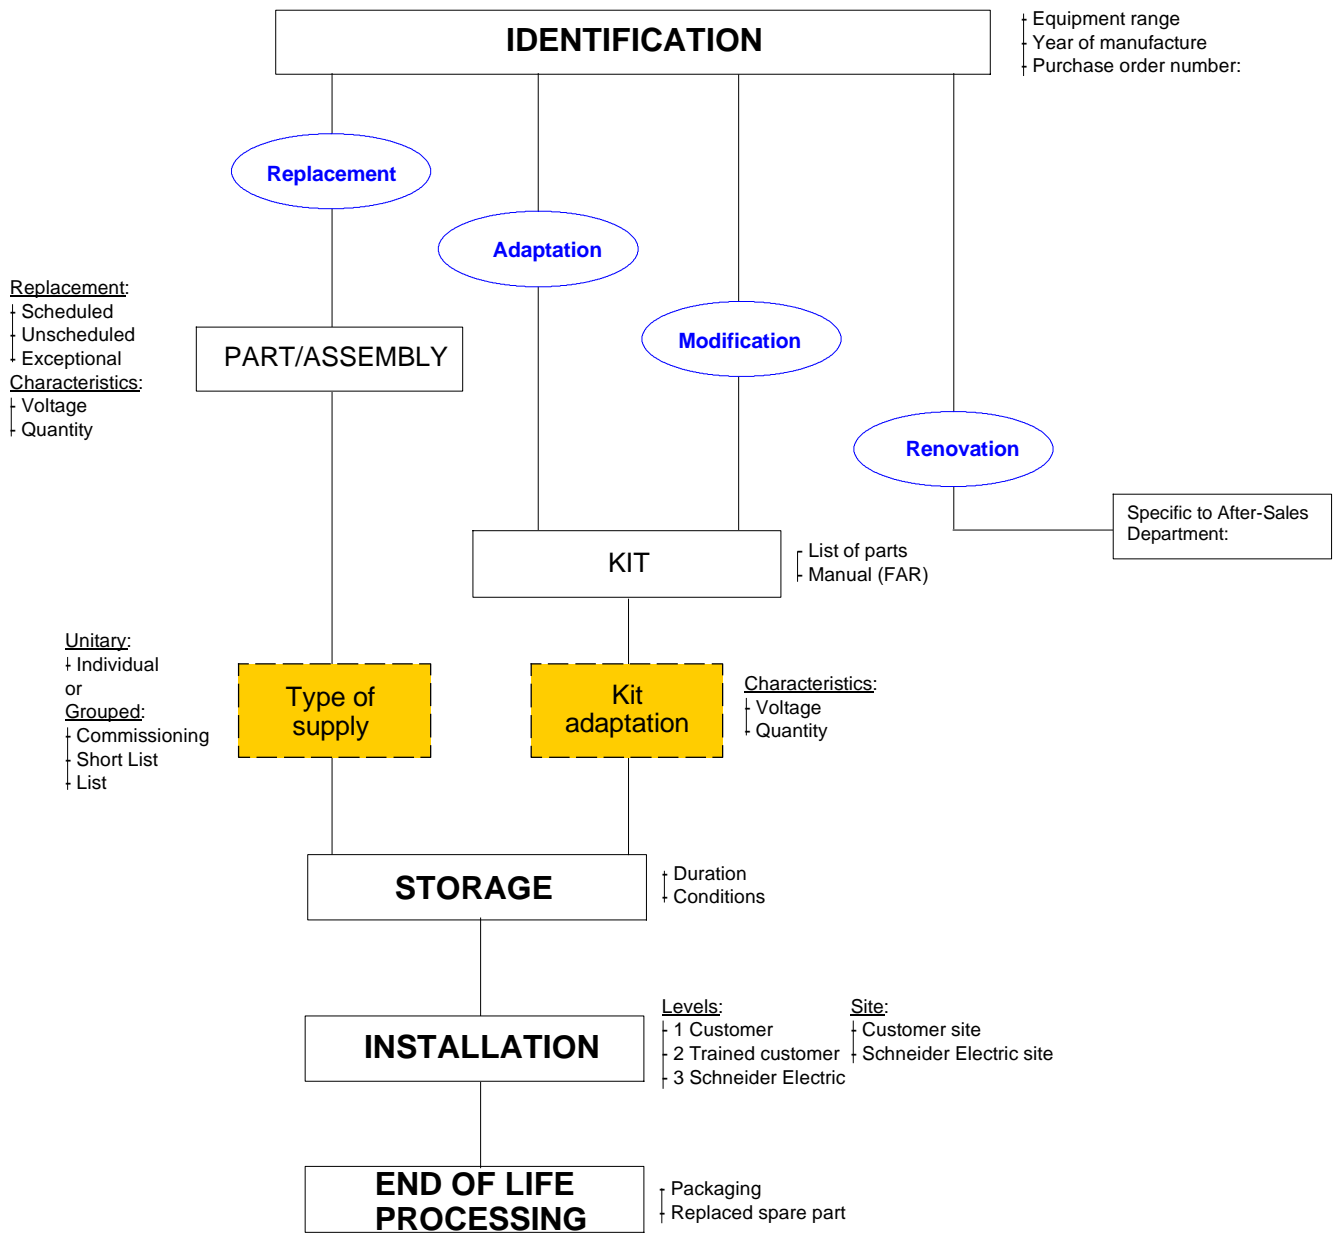 IDENTIFICATION
- Equipment range
- Year of manufacture
- Purchase order number:
Replacement
Adaptation
Replacement:
- Scheduled
- Unscheduled
- Exceptional
Characteristics:
- Voltage
- Quantity
PART/ASSEMBLY
Modification
Renovation
Specific to After-Sales
Department:
KIT
- List of parts
- Manual (FAR)
Unitary:
- Individual
or
Grouped:
- Commissioning
- Short List
- List
Type of
supply
Kit
adaptation
Characteristics:
- Voltage
- Quantity
STORAGE
- Duration
- Conditions
INSTALLATION
Levels:
- 1 Customer
- 2 Trained customer
- 3 Schneider Electric
Site:
- Customer site
- Schneider Electric site
END OF LIFE
PROCESSING
- Packaging
- Replaced spare part